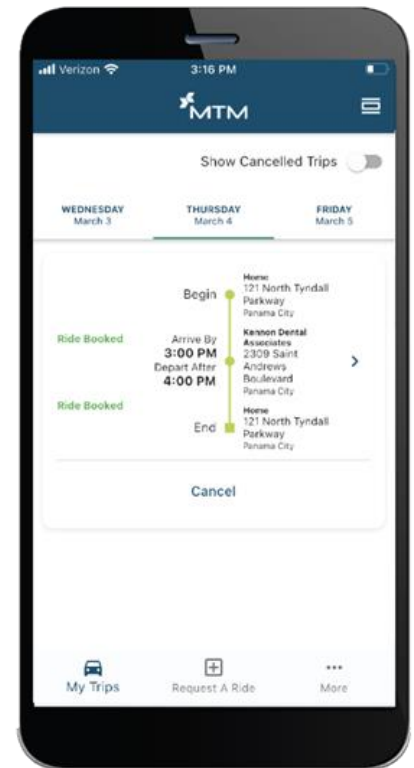 Verizon 3:16 PM
MTM
Show Cancelled Trips
WEDNESDAY THURSDAY FRIDAY
March 3 March 4 March 5
Begin
Home
121 North Tyndall
Parkway
Panama City
Ride Booked
Arrive By
3:00 PM
Depart After
4:00 PM
Kennon Dental
Associates
2309 Saint
Andrews
Boulevard
Panama City
Ride Booked
End
Home
121 North Tyndall
Parkway
Panama City
Cancel
My Trips Request A Ride More